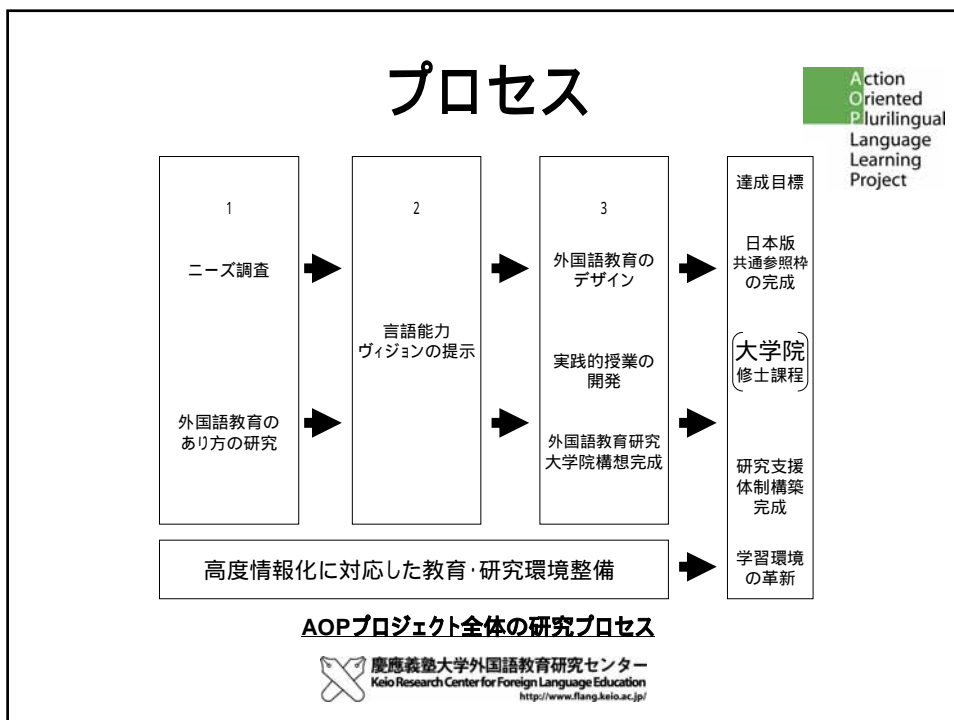 プロセス
Action
Oriented
Plurilingual
Language
Learning
Project
1
ニーズ調査
外国語教育の
あり方の研究
2
言語能力
ヴィジョンの提示
3
外国語教育の
デザイン
実践的授業の
開発
外国語教育研究
大学院構想完成
達成目標
日本版
共通参照枠
の完成
大学院
修士課程
研究支援
体制構築
完成
学習環境
の革新
高度情報化に対応した教育・研究環境整備
AOPプロジェクト全体の研究プロセス
慶應義塾大学外国語教育研究センター
Keio Research Center for Foreign Language Education
http://www.flang.keio.ac.jp/